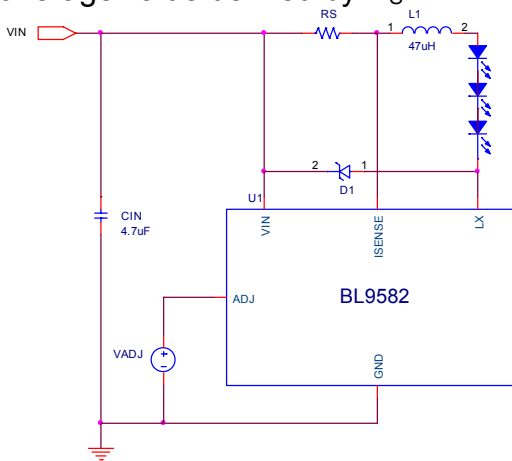 VIN
RS
1
L1
2
47uH
2
1
D1
U1
CIN
4.7uF
VIN
ISENSE
LX
ADJ
BL9582
VADJ
GND